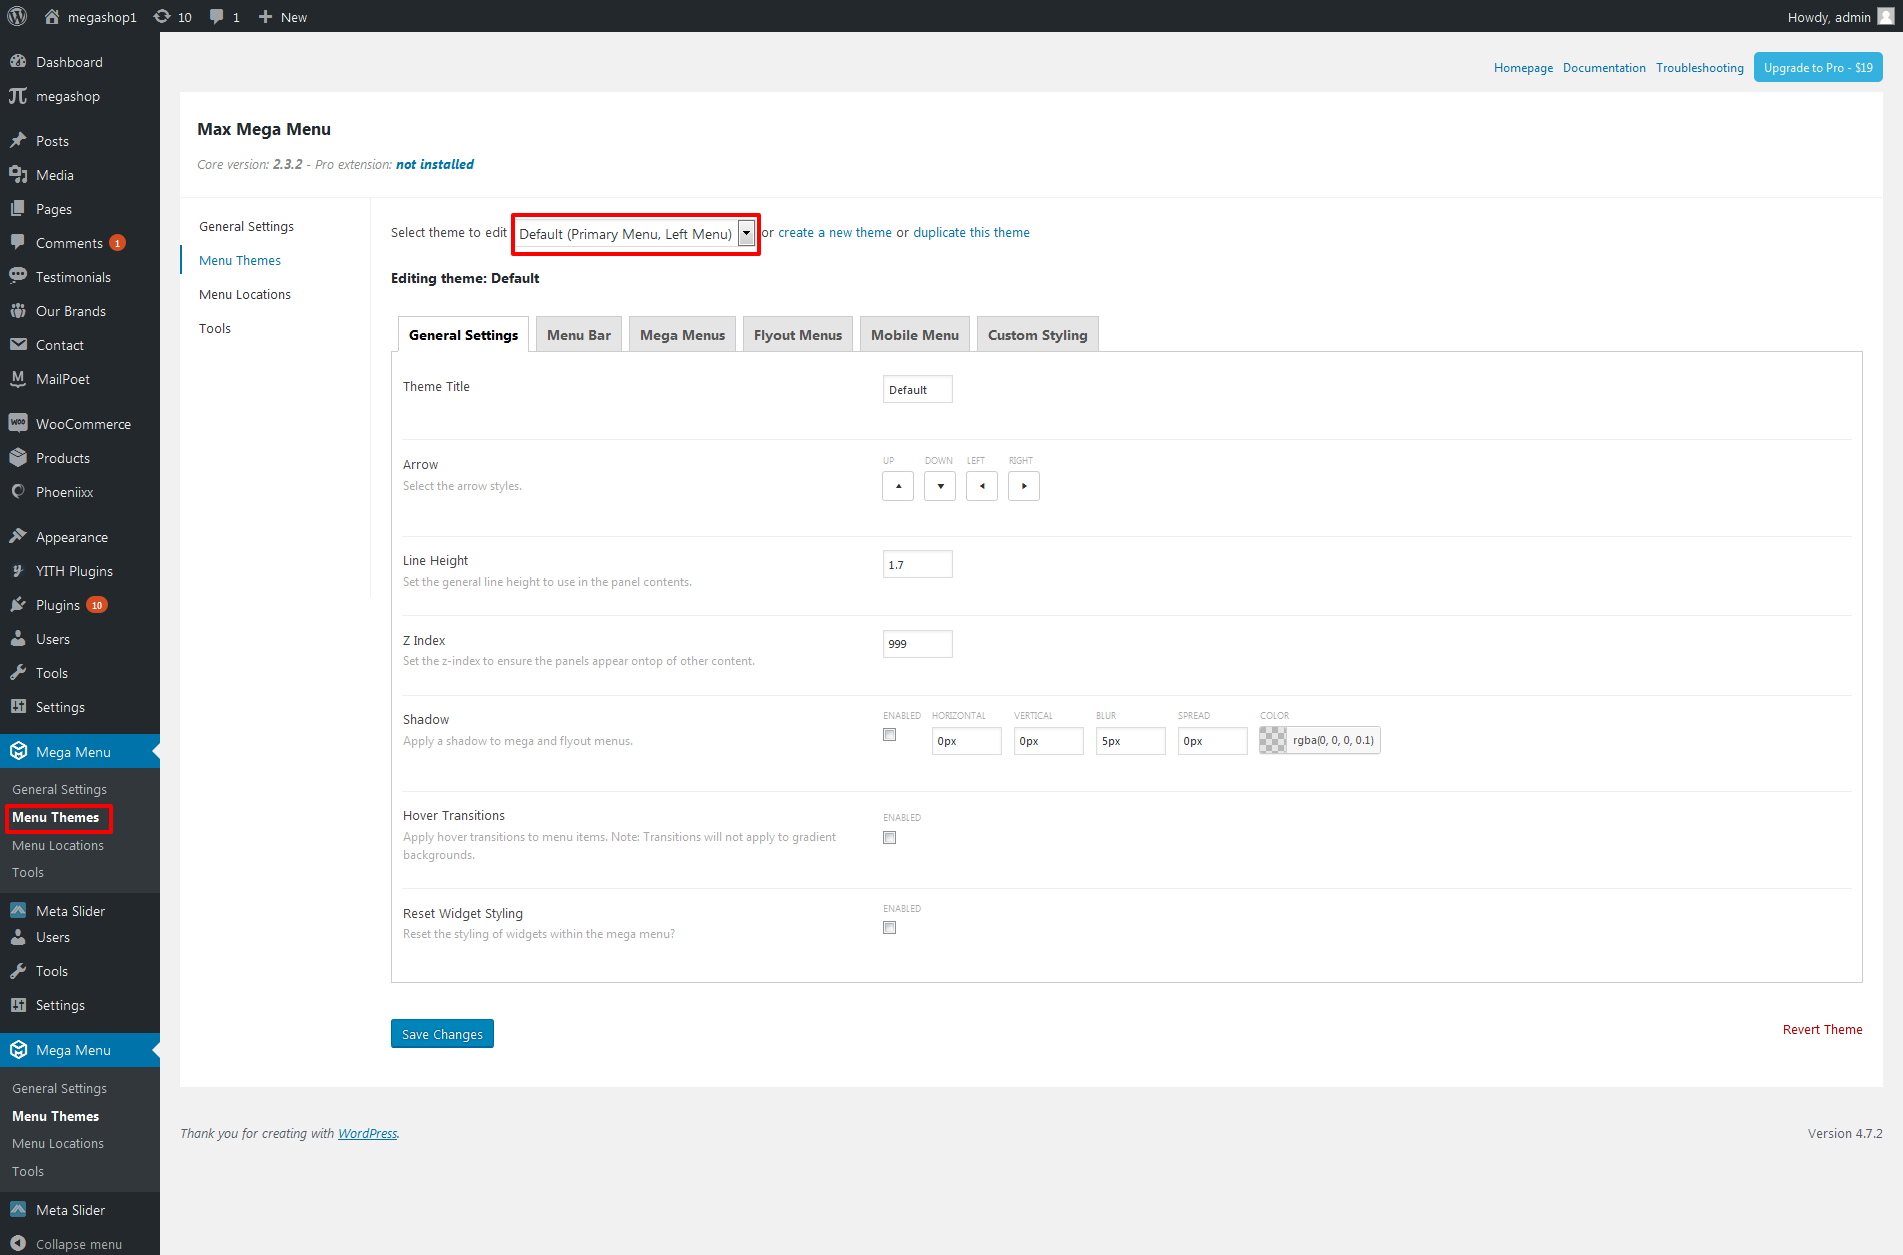 megashop1 10 1 New
Howdy, admin
Dashboard
megashop
Posts
Media
Pages
Comments 1
Testimonials
Our Brands
Contact
MailPoet
WooCommerce
Products
Phoeniixx
Appearance
YITH Plugins
Plugins 10
Users
Tools
Settings
Mega Menu
General Settings
Menu Themes
Menu Locations
Tools
Meta Slider
Users
Tools
Settings
Mega Menu
General Settings
Menu Themes
Menu Locations
Tools
Meta Slider
Collapse menu
Homepage Documentation Troubleshooting Upgrade to Pro - $19
Max Mega Menu
Core version: 2.3.2 - Pro extension: not installed
General Settings
Menu Themes
Menu Locations
Tools
Select theme to edit Default (Primary Menu, Left Menu) or create a new theme or duplicate this theme
Editing theme: Default
General Settings Menu Bar Mega Menus Flyout Menus Mobile Menu Custom Styling
Theme Title
Default
Arrow
Select the arrow styles.
UP DOWN LEFT RIGHT
Line Height
Set the general line height to use in the panel contents.
1.7
Z Index
Set the z-index to ensure the panels appear ontop of other content.
999
Shadow
Apply a shadow to mega and flyout menus.
ENABLED HORIZONTAL VERTICAL BLUR SPREAD COLOR
0px 0px 5px 0px rgba(0, 0, 0, 0.1)
Hover Transitions
Apply hover transitions to menu items. Note: Transitions will not apply to gradient
backgrounds.
ENABLED
Reset Widget Styling
Reset the styling of widgets within the mega menu?
ENABLED
Save Changes
Revert Theme
Thank you for creating with WordPress.
Version 4.7.2